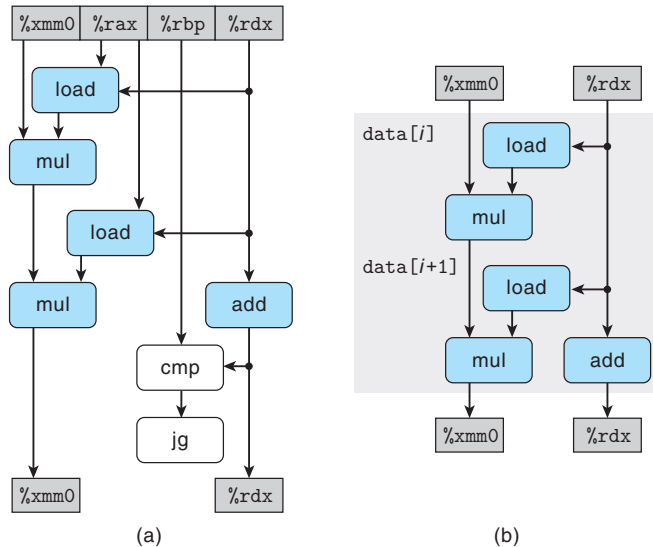 %xmm0 %rax %rbp %rdx
load
mul
load
mul add
cmp
jg
%xmm0 %rdx
(a)
%xmm0 %rdx
data[i]
load
mul
data[i+1]
load
mul add
%xmm0 %rdx
(b)